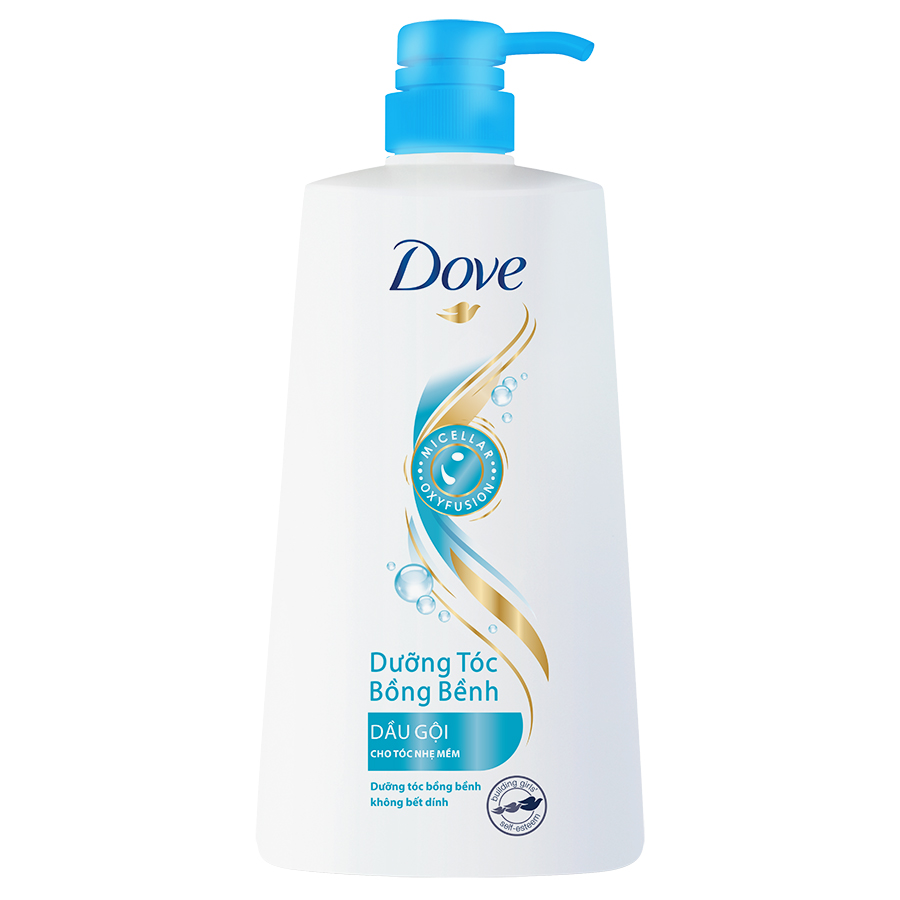 Dove
MICELLAR
OXYFUSION
Dưỡng Tóc
Bồng Bềnh
DẦU GỘI
CHO TÓC NHẸ MỀM
Dưỡng tóc bồng bềnh
không bết dính
building girls'
self-esteem